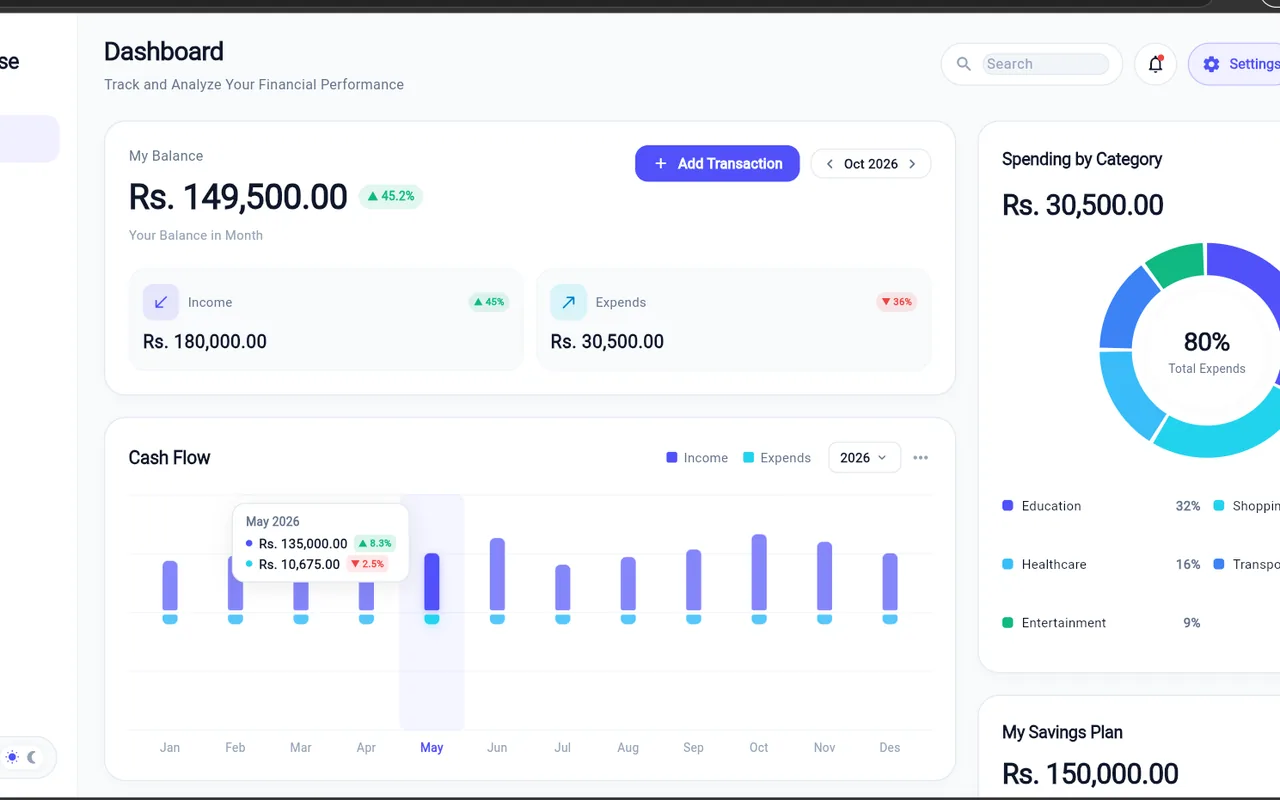 se
Dashboard
Track and Analyze Your Financial Performance
Search
Settings
My Balance
Rs. 149,500.00
45.2%
Your Balance in Month
Add Transaction
Oct 2026
Income
45%
Rs. 180,000.00
Expends
36%
Rs. 30,500.00
Spending by Category
Rs. 30,500.00
80%
Total Expends
Education 32%
Shoppin
Healthcare 16%
Transpo
Entertainment 9%
Cash Flow
Income
Expends
2026
May 2026
Rs. 135,000.00 8.3%
Rs. 10,675.00 2.5%
Jan Feb Mar Apr May Jun Jul Aug Sep Oct Nov Des
My Savings Plan
Rs. 150,000.00